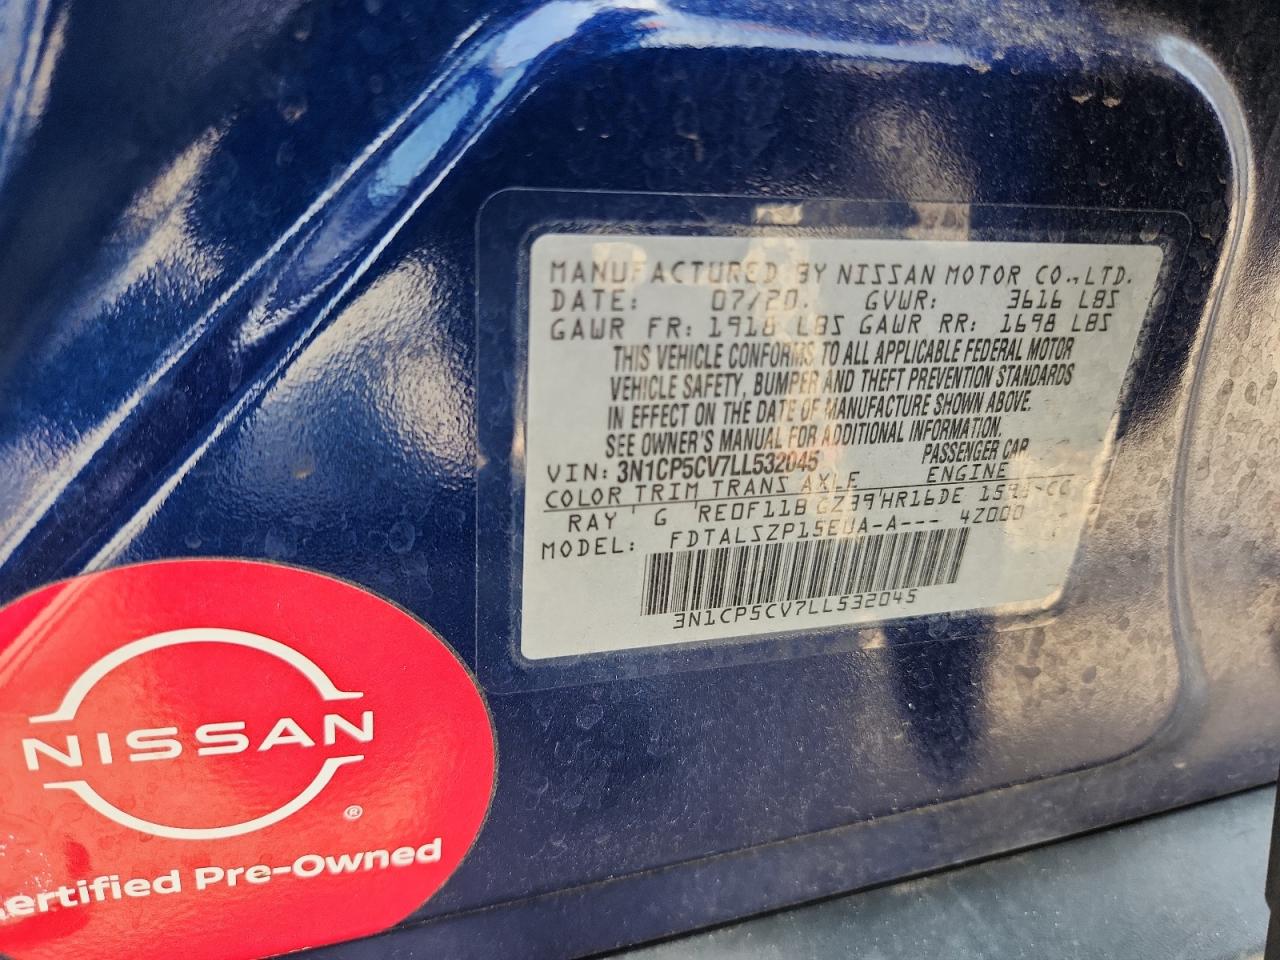 MANUFACTURED BY NISSAN MOTOR CO.,LTD.
DATE: 07/20. GVWR: 3616 LBS
GAWR FR: 1918 LBS GAWR RR: 1698 LBS
THIS VEHICLE CONFORMS TO ALL APPLICABLE FEDERAL MOTOR
VEHICLE SAFETY, BUMPER AND THEFT PREVENTION STANDARDS
IN EFFECT ON THE DATE OF MANUFACTURE SHOWN ABOVE.
SEE OWNER'S MANUAL FOR ADDITIONAL INFORMATION.
VIN: 3N1CP5CV7LL532045 PASSENGER CAR
COLOR TRIM TRANS AXLE ENGINE
RAY G RE0F11B HR16DE
MODEL: FDTALSZP15EUA-A--- 42000
3N1CP5CV7LL532045
NISSAN
®
Certified Pre-Owned